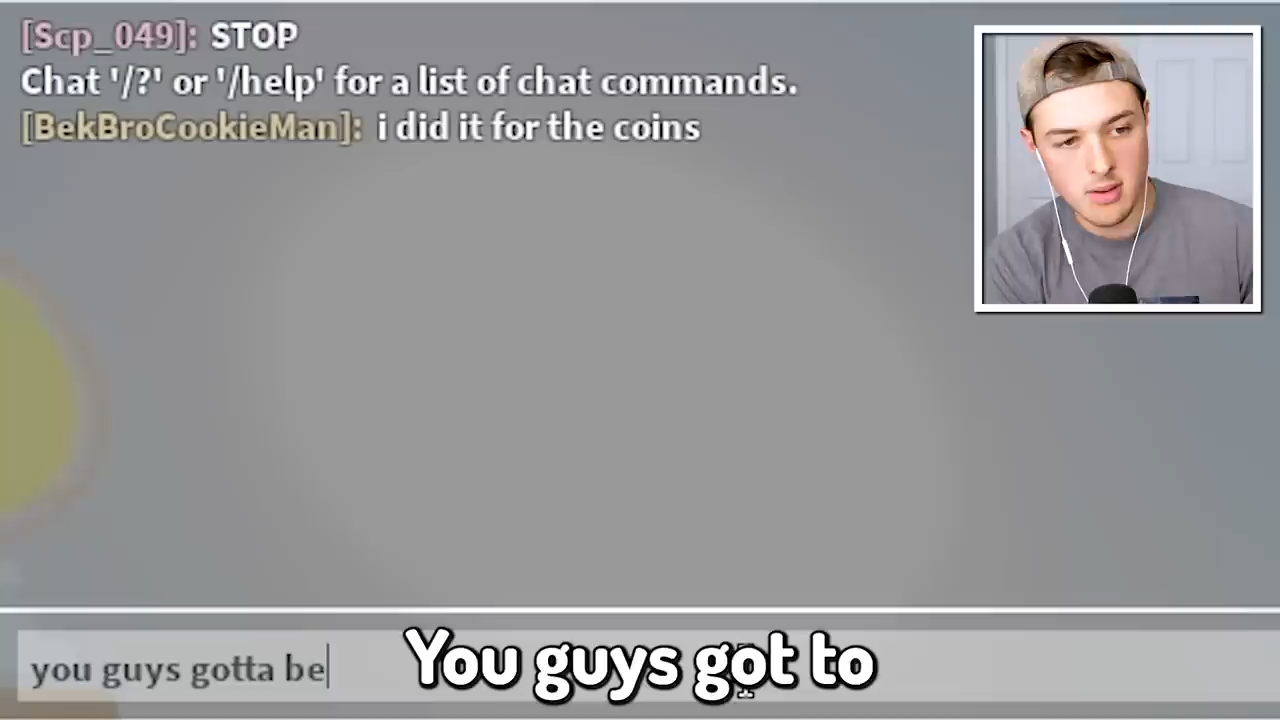 [Scp_049]: STOP
Chat '/?' or '/help' for a list of chat commands.
[BekBroCookieMan]: i did it for the coins
you guys gotta be
You guys got to